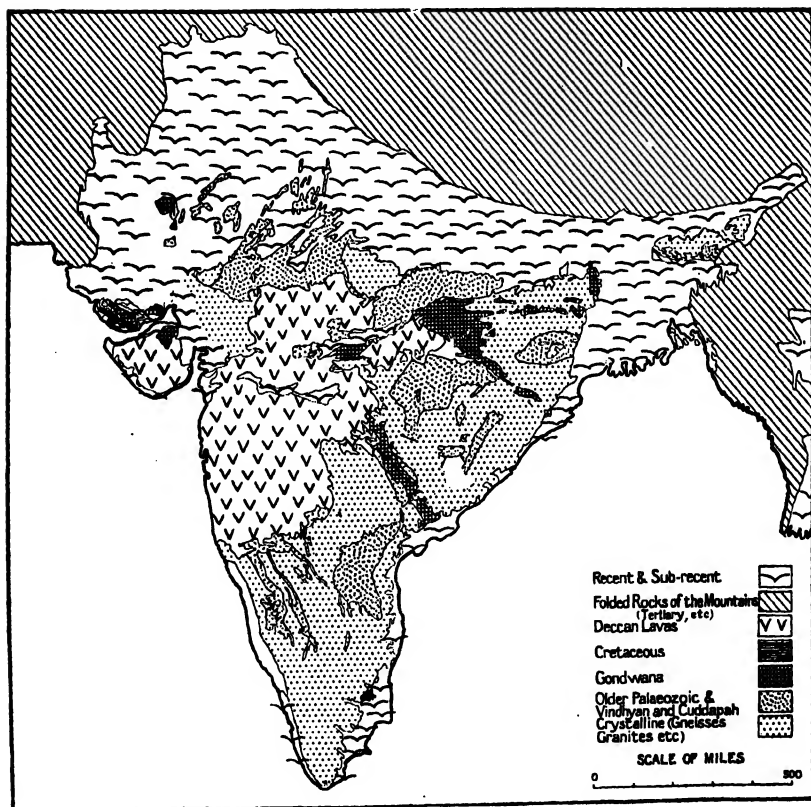 Recent & Sub-recent
Folded Rocks of the Mountains
(Tertiary, etc)
Deccan Lavas
Cretaceous
Gondwana
Older Palaeozoic &
Vindhyan and Cuddapah
Crystalline (Gneisses
Granites etc)
SCALE OF MILES
0 300